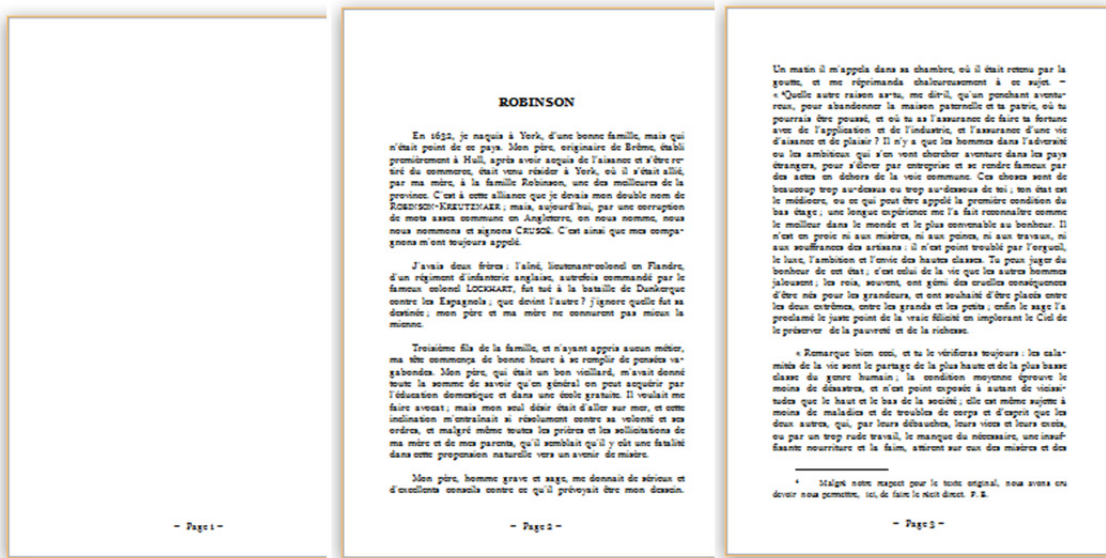 – Page 1 –
ROBINSON
En 1632, je naquis à York, d'une bonne famille, mais qui
n'était point de ce pays. Mon père, originaire de Brême, établi
premièrement à Hull, après avoir acquis de l'aisance et s'être re-
tiré du commerce, était venu résider à York, où il s'était allié,
par ma mère, à la famille Robinson, une des meilleures de la
province. C'est à cette alliance que je devais mon double nom de
ROBINSON-KREUTZNAER ; mais, aujourd'hui, par une corruption
de mots assez commune en Angleterre, on nous nomme, nous
nous nommons et signons CRUSOÉ. C'est ainsi que mes compa-
gnons m'ont toujours appelé.
J'avais deux frères : l'aîné, lieutenant-colonel en Flandre,
d'un régiment d'infanterie anglaise, autrefois commandé par le
fameux colonel LOCKHART, fut tué à la bataille de Dunkerque
contre les Espagnols ; que devint l'autre ? j'ignore quelle fut sa
destinée ; mon père et ma mère ne connurent pas mieux la
mienne.
Troisième fils de la famille, et n'ayant appris aucun métier,
ma tête commença de bonne heure à se remplir de pensées va-
gabondes. Mon père, qui était un bon vieillard, m'avait donné
toute la somme de savoir qu'en général on peut acquérir par
l'éducation domestique et dans une école gratuite. Il voulait me
faire avocat ; mais mon seul désir était d'aller sur mer, et cette
inclination m'entraînait si résolument contre sa volonté et ses
ordres, et malgré même toutes les prières et les sollicitations de
ma mère et de mes parents, qu'il semblait qu'il y eût une fatalité
dans cette propension naturelle vers un avenir de misère.
Mon père, homme grave et sage, me donnait de sérieux et
d'excellents conseils contre ce qu'il prévoyait être mon dessein.
– Page 2 –
Un matin il m'appela dans sa chambre, où il était retenu par la
goutte, et me réprimanda chaleureusement à ce sujet. –
« ⁴Quelle autre raison as-tu, me dit-il, qu'un penchant aventu-
reux, pour abandonner la maison paternelle et ta patrie, où tu
pourrais être poussé, et où tu as l'assurance de faire ta fortune
avec de l'application et de l'industrie, et l'assurance d'une vie
d'aisance et de plaisir ? Il n'y a que les hommes dans l'adversité
ou les ambitieux qui s'en vont chercher aventure dans les pays
étrangers, pour s'élever par entreprise et se rendre fameux par
des actes en dehors de la voie commune. Ces choses sont de
beaucoup trop au-dessus ou trop au-dessous de toi ; ton état est
le médiocre, ou ce qui peut être appelé la première condition du
bas étage ; une longue expérience me l'a fait reconnaître comme
le meilleur dans le monde et le plus convenable au bonheur. Il
n'est en proie ni aux misères, ni aux peines, ni aux travaux, ni
aux souffrances des artisans : il n'est point troublé par l'orgueil,
le luxe, l'ambition et l'envie des hautes classes. Tu peux juger du
bonheur de cet état ; c'est celui de la vie que les autres hommes
jalousent ; les rois, souvent, ont gémi des cruelles conséquences
d'être nés pour les grandeurs, et ont souhaité d'être placés entre
les deux extrêmes, entre les grands et les petits ; enfin le sage l'a
proclamé le juste point de la vraie félicité en implorant le Ciel de
le préserver de la pauvreté et de la richesse.
« Remarque bien ceci, et tu le vérifieras toujours : les cala-
mités de la vie sont le partage de la plus haute et de la plus basse
classe du genre humain ; la condition moyenne éprouve le
moins de désastres, et n'est point exposée à autant de vicissi-
tudes que le haut et le bas de la société ; elle est même sujette à
moins de maladies et de troubles de corps et d'esprit que les
deux autres, qui, par leurs débauches, leurs vices et leurs excès,
ou par un trop rude travail, le manque du nécessaire, une insuf-
fisante nourriture et la faim, attirent sur eux des misères et des
⁴ Malgré notre respect pour le texte original, nous avons cru
devoir nous permettre, ici, de faire le récit direct. P. B.
– Page 3 –